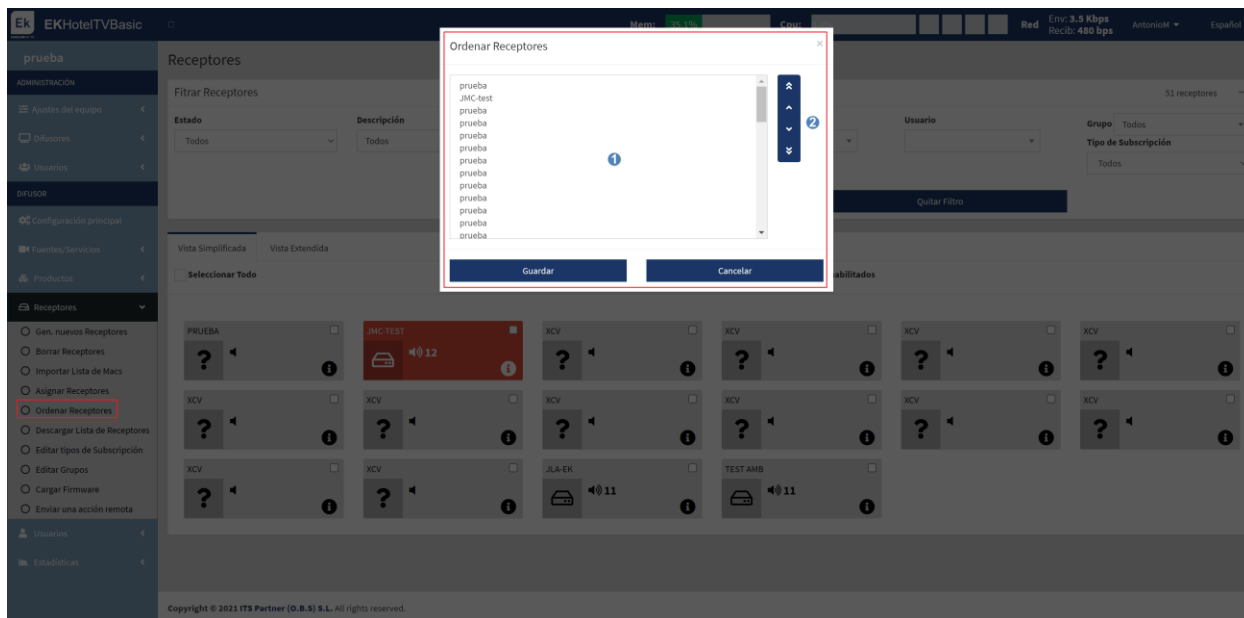 Ek EKHotelTVBasic
Mem: 35.1%
Cpu:
Red
Env: 3.5 Kbps
Recib: 480 bps
AntonioM
Español
prueba
ADMINISTRACIÓN
Ajustes del equipo
Difusores
Usuarios
DIFUSOR
Configuración principal
Fuentes/Servicios
Productos
Receptores
Gen. nuevos Receptores
Borrar Receptores
Importar Lista de Macs
Asignar Receptores
Ordenar Receptores
Descargar Lista de Receptores
Editar tipos de Subscripción
Editar Grupos
Cargar Firmware
Enviar una acción remota
Usuarios
Estadísticas
Receptores
Filtrar Receptores
51 receptores
Estado
Todos
Descripción
Todos
Usuario
Grupo Todos
Tipo de Subscripción
Todos
Quitar Filtro
Ordenar Receptores
×
prueba
JMC-test
prueba
prueba
prueba
prueba
prueba
prueba
prueba
prueba
prueba
prueba
prueba
1
2
Guardar
Cancelar
Vista Simplificada
Vista Extendida
Seleccionar Todo
PRUEBA
?
JMC-TEST
12
XCV
?
XCV
?
XCV
?
XCV
?
XCV
?
XCV
?
XCV
?
XCV
?
XCV
?
XCV
?
XCV
?
XCV
?
JLA-EK
11
TEST AMB
11
Copyright © 2021 ITS Partner (O.B.S) S.L. All rights reserved.